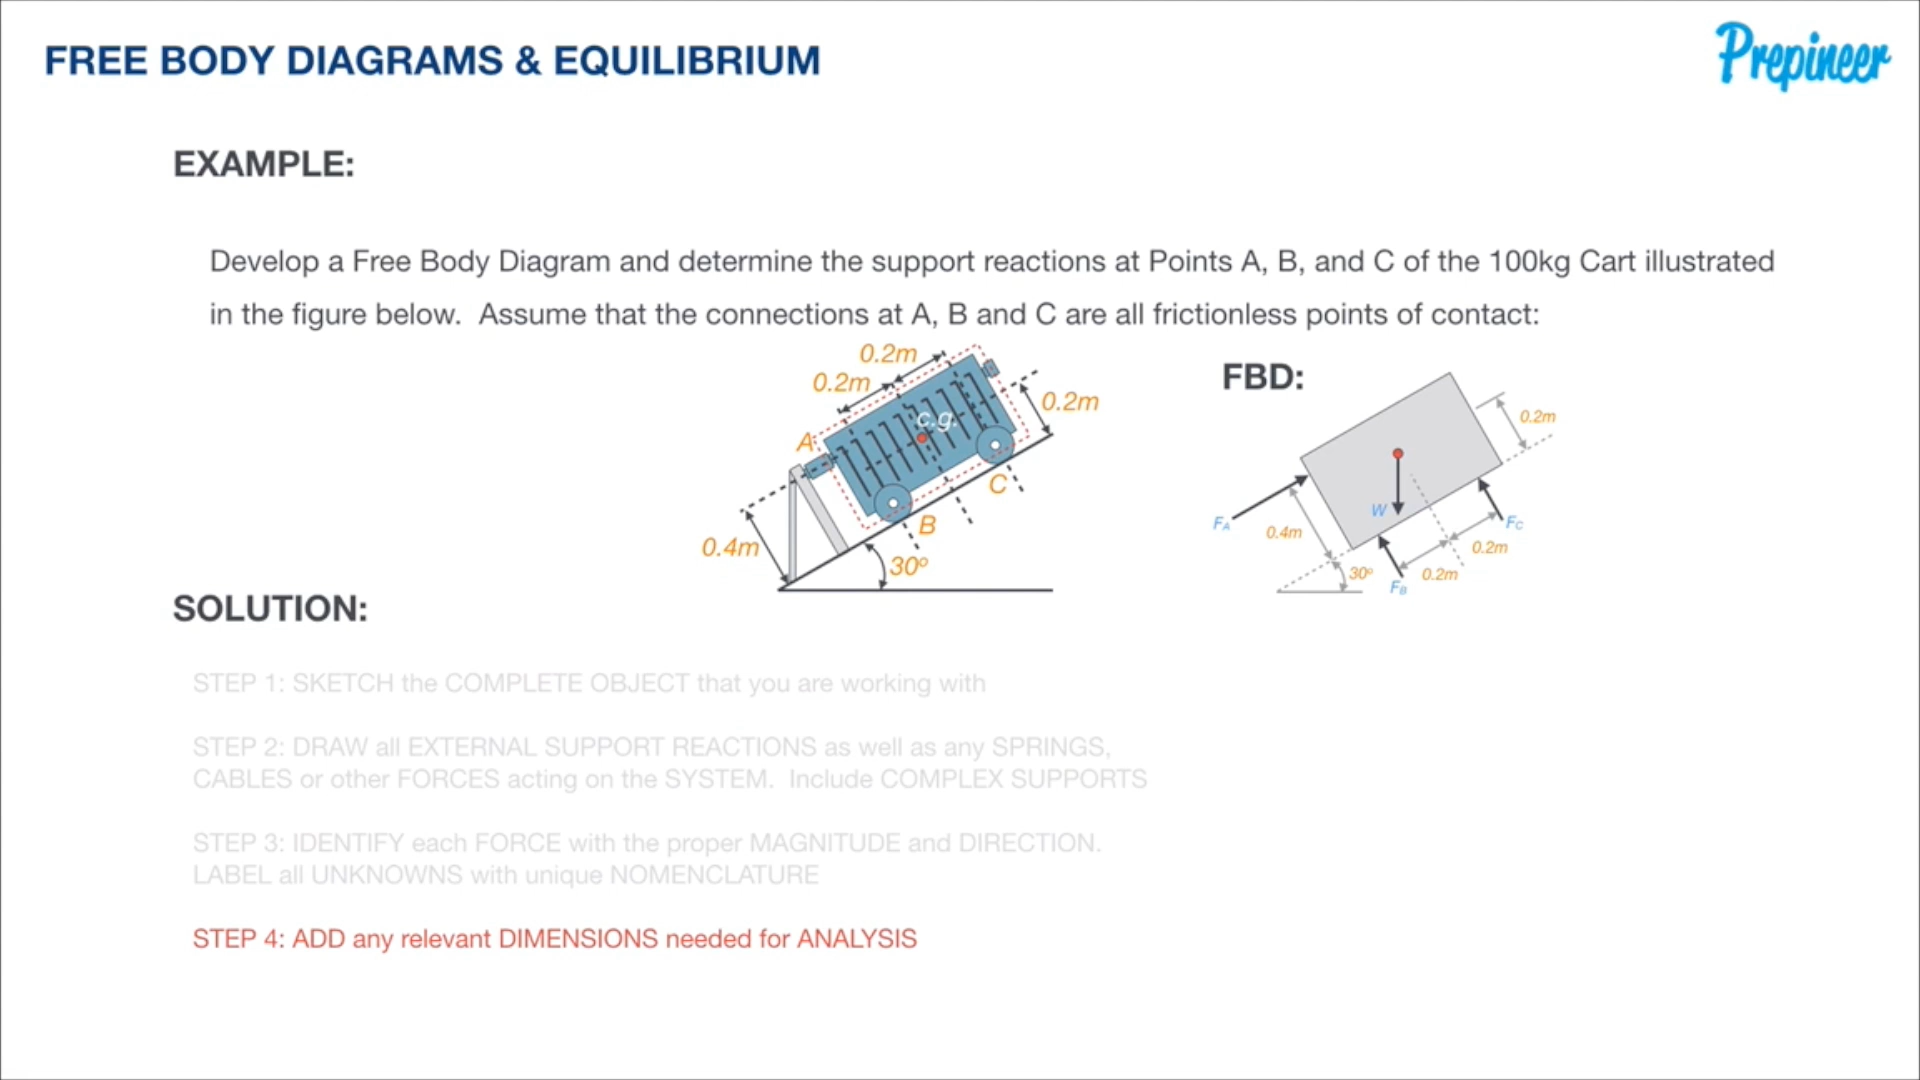 FREE BODY DIAGRAMS & EQUILIBRIUM
Prepineer
EXAMPLE:
Develop a Free Body Diagram and determine the support reactions at Points A, B, and C of the 100kg Cart illustrated
in the figure below. Assume that the connections at A, B and C are all frictionless points of contact:
0.2m
0.2m
c.g.
0.2m
A
C
B
0.4m
30º
FBD:
0.2m
W
FA
FC
0.4m
0.2m
30º
0.2m
FB
SOLUTION:
STEP 1: SKETCH the COMPLETE OBJECT that you are working with
STEP 2: DRAW all EXTERNAL SUPPORT REACTIONS as well as any SPRINGS,
CABLES or other FORCES acting on the SYSTEM. Include COMPLEX SUPPORTS
STEP 3: IDENTIFY each FORCE with the proper MAGNITUDE and DIRECTION.
LABEL all UNKNOWNS with unique NOMENCLATURE
STEP 4: ADD any relevant DIMENSIONS needed for ANALYSIS